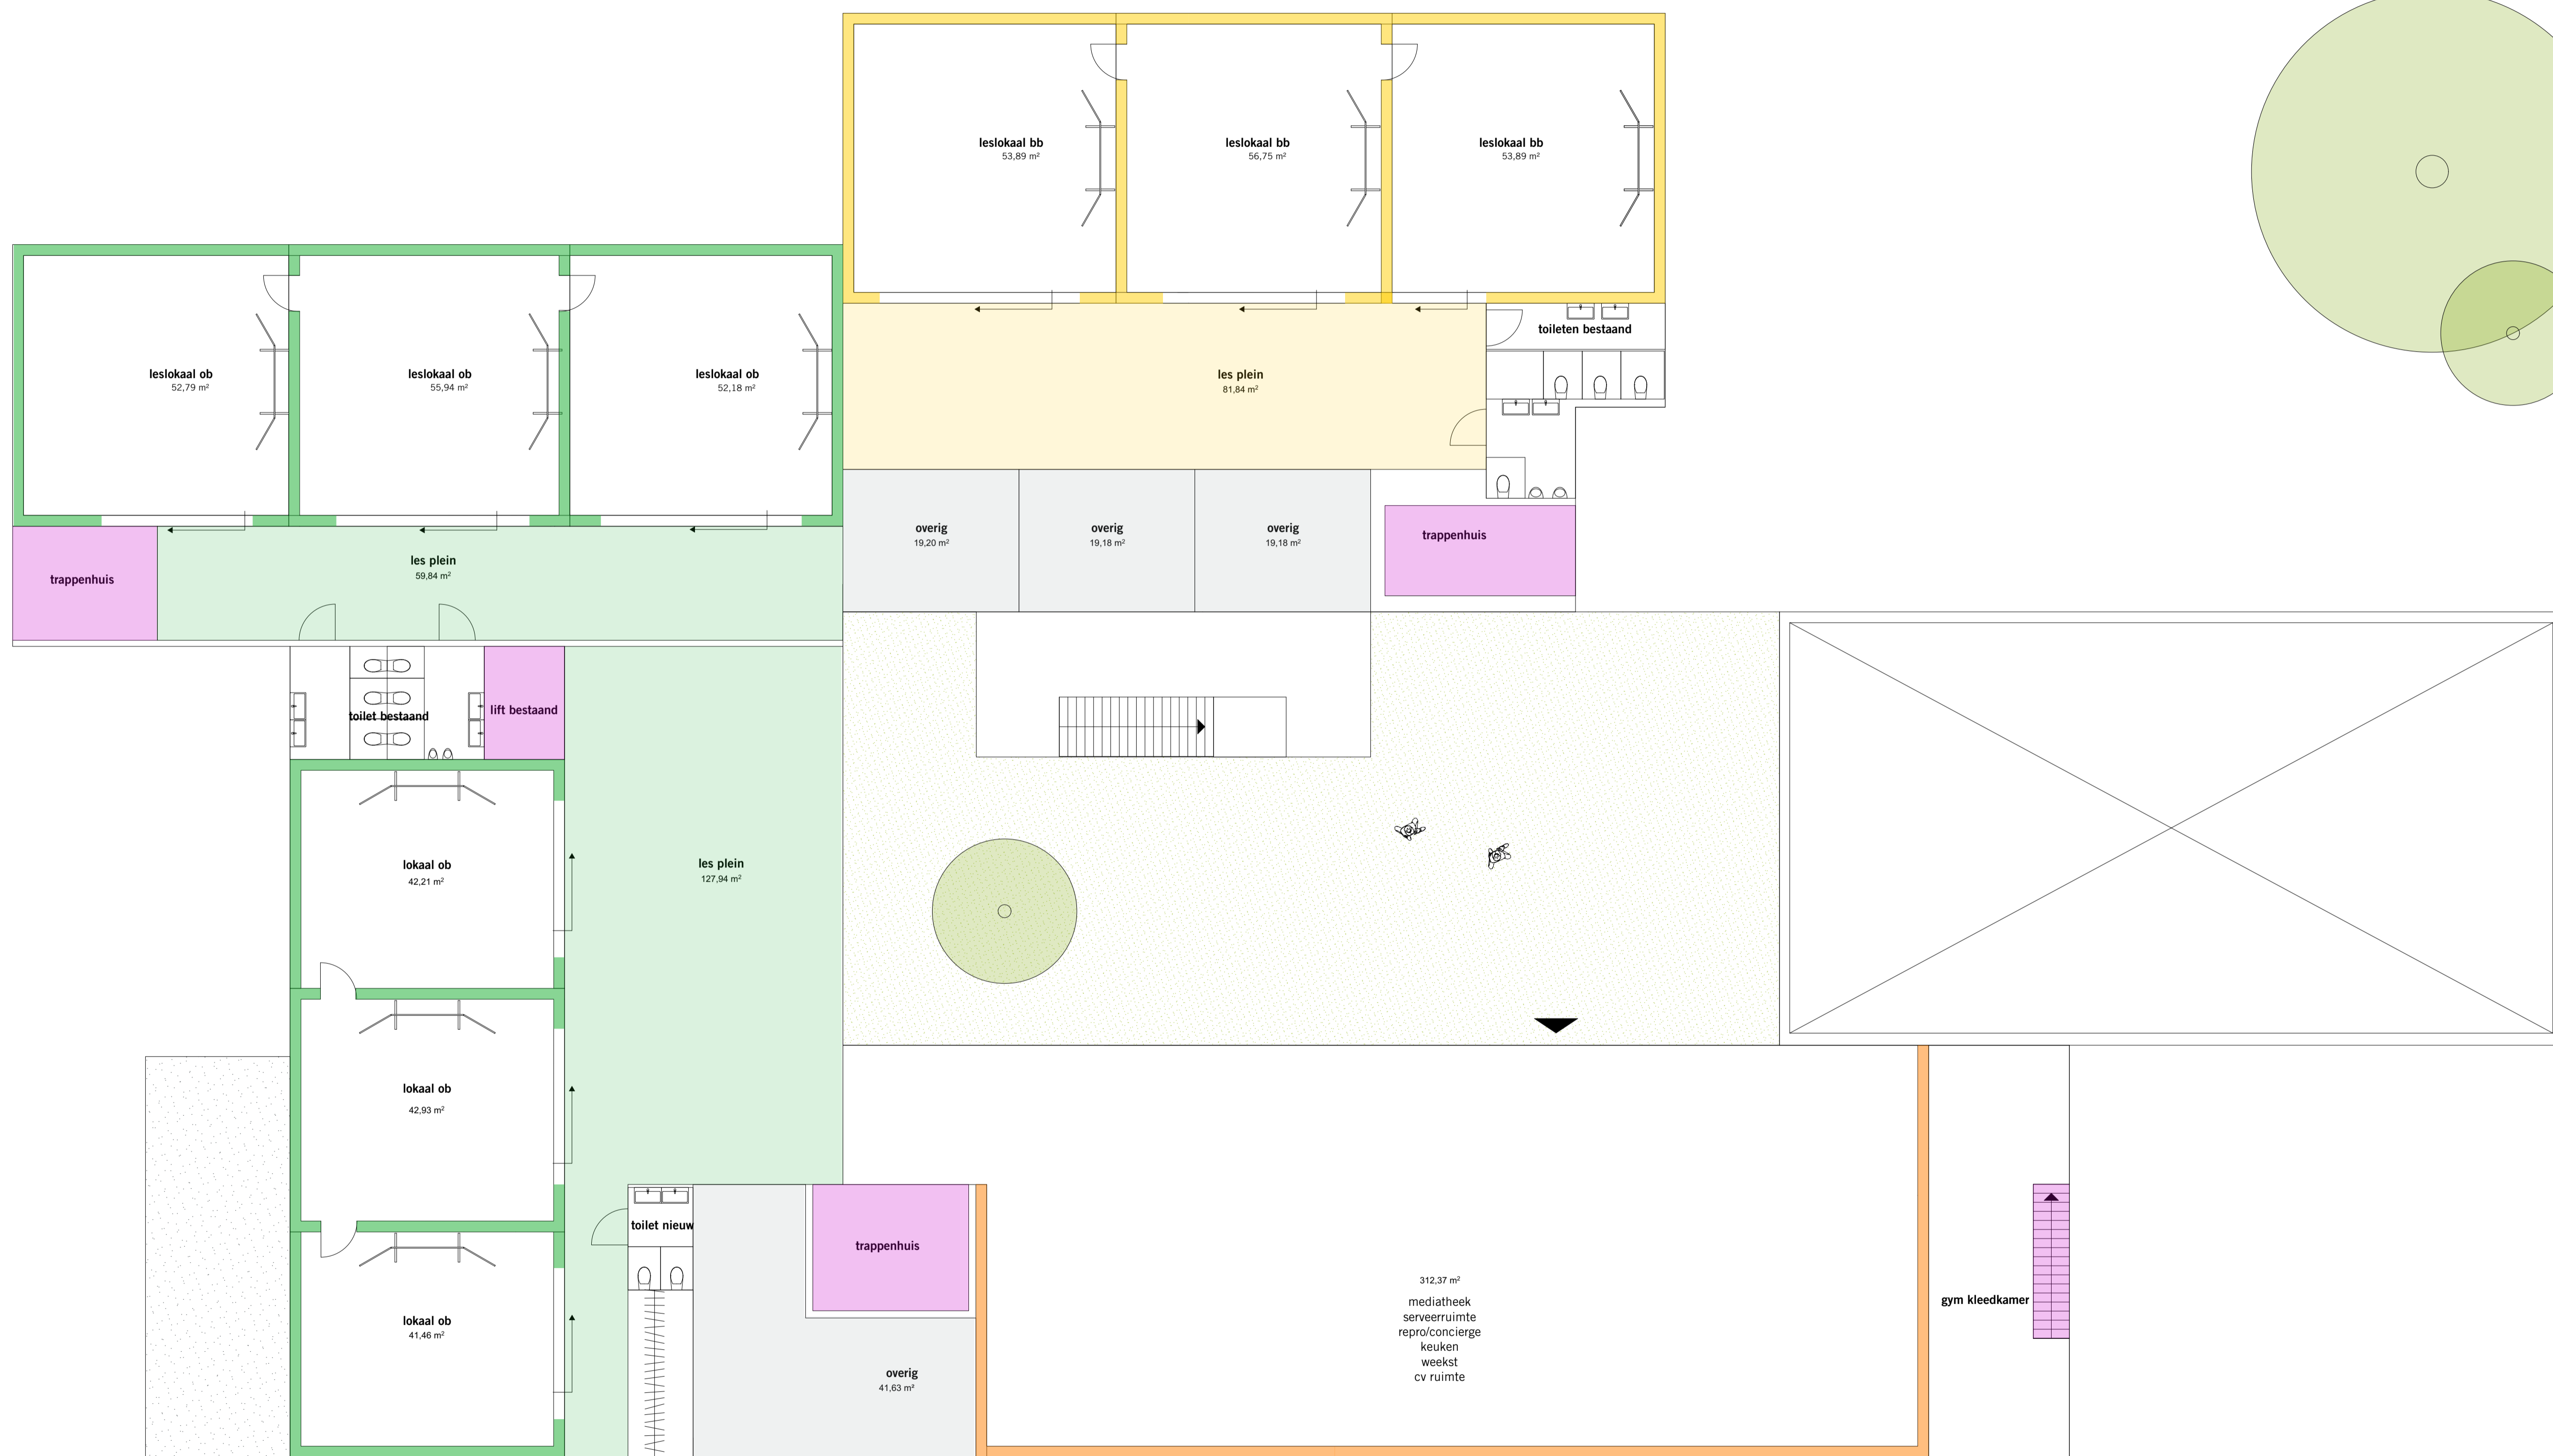 leslokaal bb
53,89 m²
leslokaal bb
56,75 m²
leslokaal bb
53,89 m²
toileten bestaand
leslokaal ob
52,79 m²
leslokaal ob
55,94 m²
leslokaal ob
52,18 m²
les plein
81,84 m²
overig
19,20 m²
overig
19,18 m²
overig
19,18 m²
trappenhuis
trappenhuis
les plein
59,84 m²
toilet bestaand
lift bestaand
lokaal ob
42,21 m²
les plein
127,94 m²
lokaal ob
42,93 m²
toilet nieuw
trappenhuis
lokaal ob
41,46 m²
overig
41,63 m²
312,37 m²
mediatheek
serveerruimte
repro/concierge
keuken
weekst
cv ruimte
gym kleedkamer